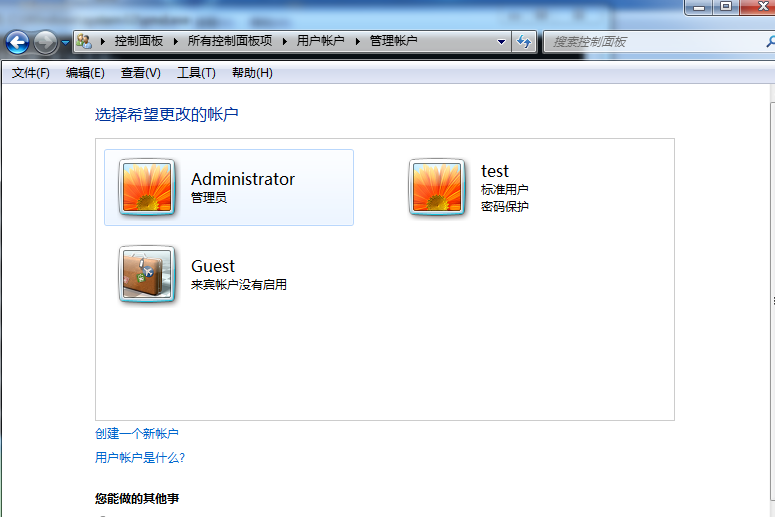 控制面板 所有控制面板项 用户帐户 管理帐户 搜索控制面板
文件(F) 编辑(E) 查看(V) 工具(T) 帮助(H)
选择希望更改的帐户
Administrator
管理员
test
标准用户
密码保护
Guest
来宾帐户没有启用
创建一个新帐户
用户帐户是什么?
您能做的其他事